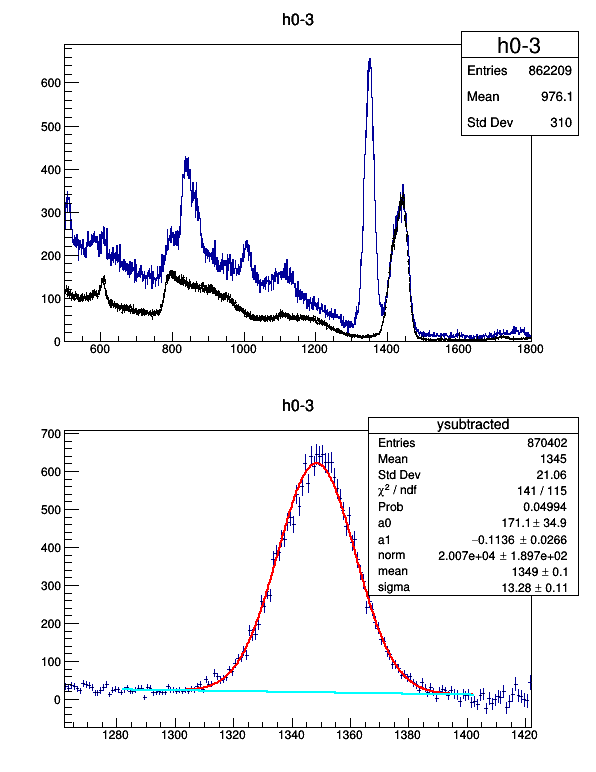 h0-3
h0-3
Entries 862209
Mean 976.1
Std Dev 310
600
500
400
300
200
100
0
600 800 1000 1200 1400 1600 1800
h0-3
ysubtracted
Entries 870402
Mean 1345
Std Dev 21.06
χ² / ndf 141 / 115
Prob 0.04994
a0 171.1 ± 34.9
a1 −0.1136 ± 0.0266
norm 2.007e+04 ± 1.897e+02
mean 1349 ± 0.1
sigma 13.28 ± 0.11
700
600
500
400
300
200
100
0
1280 1300 1320 1340 1360 1380 1400 1420